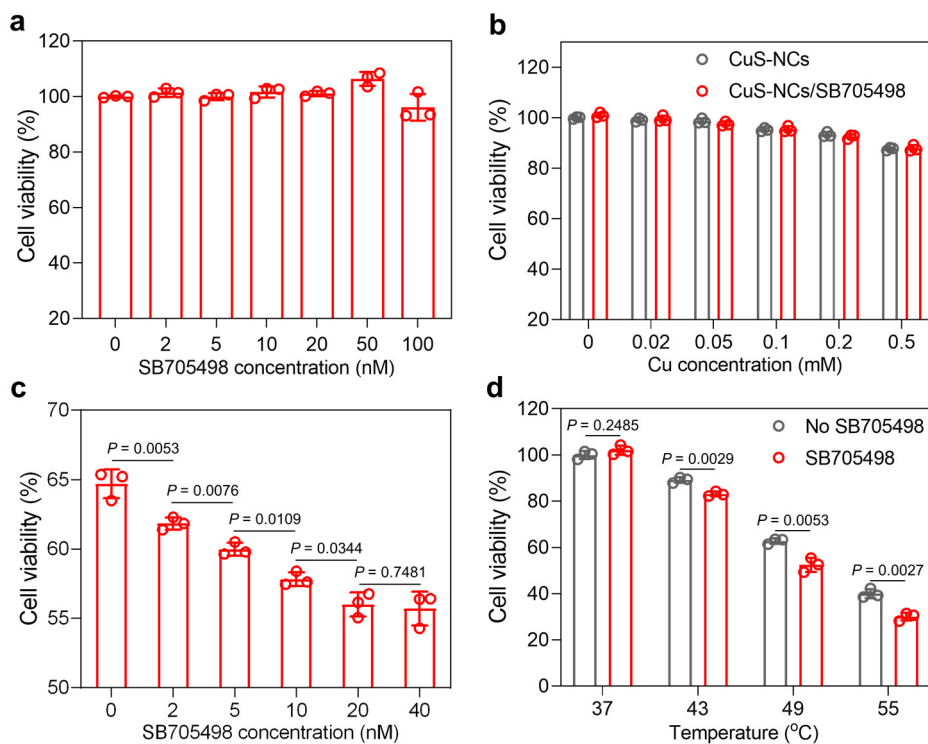 a
Cell viability (%)
120
100
80
60
40
20
0 2 5 10 20 50 100
SB705498 concentration (nM)
b
CuS-NCs
CuS-NCs/SB705498
Cell viability (%)
120
100
80
60
40
20
0 0.02 0.05 0.1 0.2 0.5
Cu concentration (mM)
c
Cell viability (%)
70
65
60
55
50
P = 0.0053
P = 0.0076
P = 0.0109
P = 0.0344
P = 0.7481
0 2 5 10 20 40
SB705498 concentration (nM)
d
No SB705498
SB705498
Cell viability (%)
120
100
80
60
40
20
0
P = 0.2485
P = 0.0029
P = 0.0053
P = 0.0027
37 43 49 55
Temperature (°C)